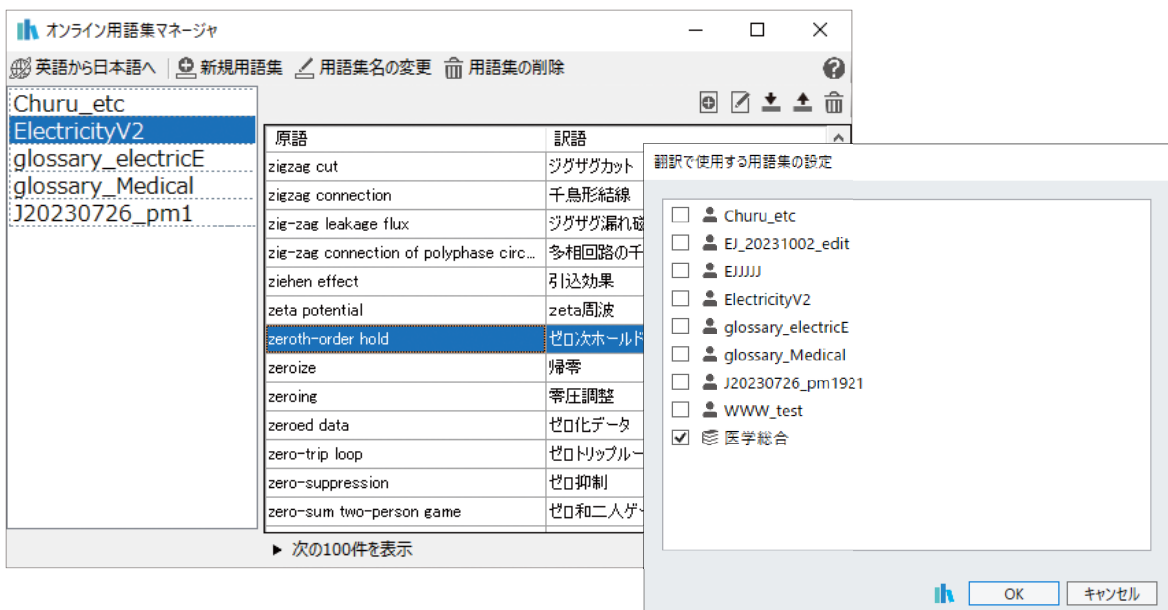 オンライン用語集マネージャ
英語から日本語へ 新規用語集 用語集名の変更 用語集の削除
Churu_etc
ElectricityV2
glossary_electricE
glossary_Medical
J20230726_pm1
原語 訳語
zigzag cut ジグザグカット
zigzag connection 千鳥形結線
zig-zag leakage flux ジグザグ漏れ磁
zig-zag connection of polyphase circ... 多相回路の千
ziehen effect 引込効果
zeta potential zeta周波
zeroth-order hold ゼロ次ホールド
zeroize 帰零
zeroing 零圧調整
zeroed data ゼロ化データ
zero-trip loop ゼロトリップルー
zero-suppression ゼロ抑制
zero-sum two-person game ゼロ和二人ゲー
次の100件を表示
翻訳で使用する用語集の設定
Churu_etc
EJ_20231002_edit
EJJJJJ
ElectricityV2
glossary_electricE
glossary_Medical
J20230726_pm1921
WWW_test
医学総合
OK キャンセル